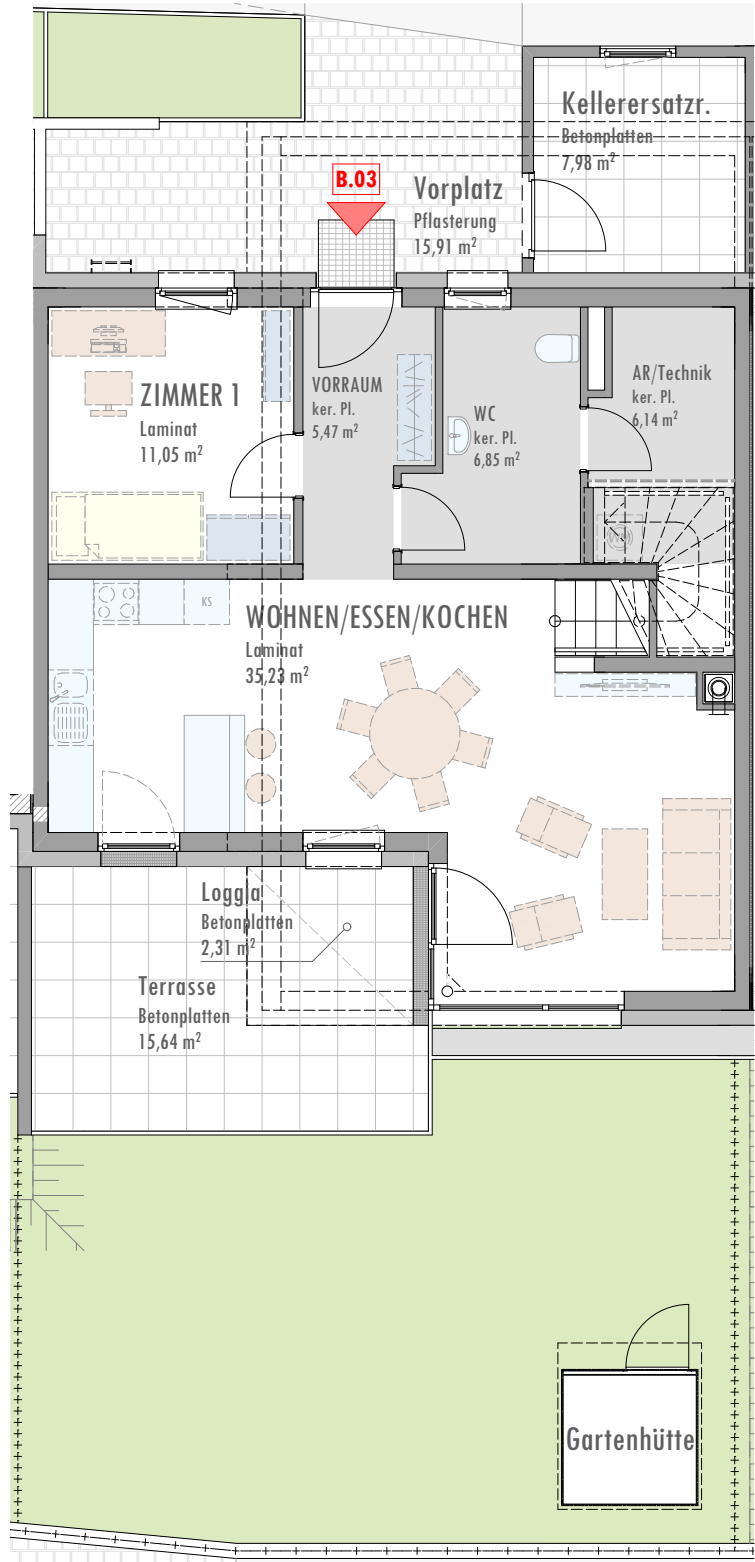 Kellerersatzr.
Betonplatten
7,98 m²
B.03
Vorplatz
Pflasterung
15,91 m²
ZIMMER 1
Laminat
11,05 m²
VORRAUM
ker. Pl.
5,47 m²
WC
ker. Pl.
6,85 m²
AR/Technik
ker. Pl.
6,14 m²
WM
KS
WOHNEN/ESSEN/KOCHEN
Laminat
35,23 m²
Loggia
Betonplatten
2,31 m²
Terrasse
Betonplatten
15,64 m²
Gartenhütte